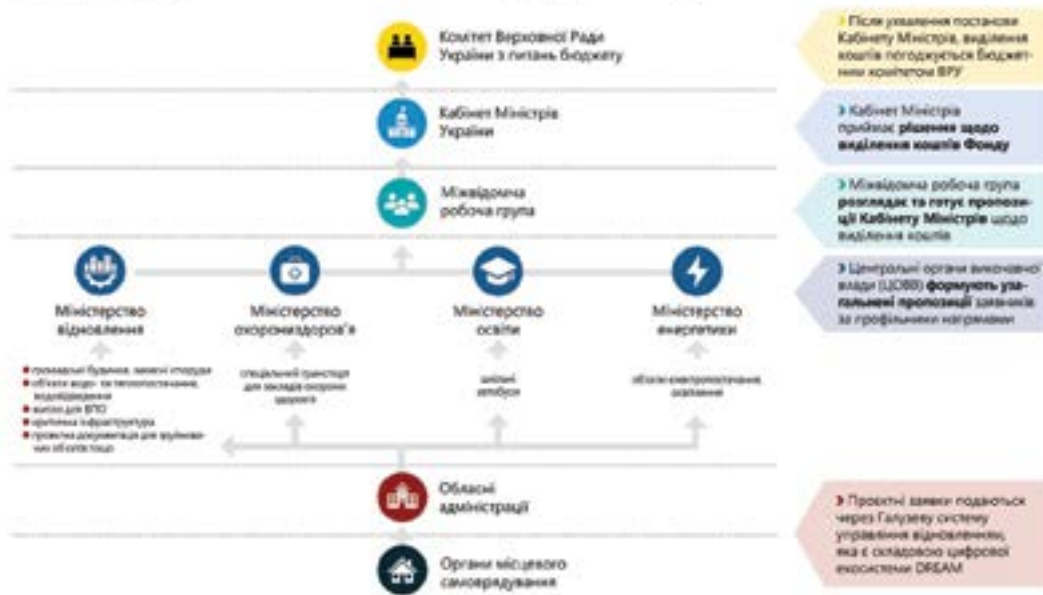 Комітет Верховної Ради
України з питань бюджету
Після ухвалення постанови
Кабінету Міністрів, виділення
коштів погоджується бюджет-
ним комітетом ВРУ
Кабінет Міністрів
України
Кабінет Міністрів
приймає рішення щодо
виділення коштів Фонду
Міжвідомча
робоча група
Міжвідомча робоча група
розглядає та готує пропози-
ції Кабінету Міністрів щодо
виділення коштів
Міністерство
відновлення
Міністерство
охорониздоров'я
Міністерство
освіти
Міністерство
енергетики
Центральні органи виконавчої
влади (ЦОВВ) формують уза-
гальнені пропозиції заявників
за профільними напрямами
громадські будинки, захисні споруди
об'єкти водо- та теплопостачання,
водовідведення
житло для ВПО
критична інфраструктура
проектна документація для зруйнова-
них об'єктів тощо
спеціальний транспорт
для закладів охорони
здоров'я
шкільні
автобуси
об'єкти електропостачання,
опалення
Обласні
адміністрації
Проєктні заявки подаються
через Галузеву систему
управління відновленням,
яка є складовою цифрової
екосистеми DREAM
Органи місцевого
самоврядування